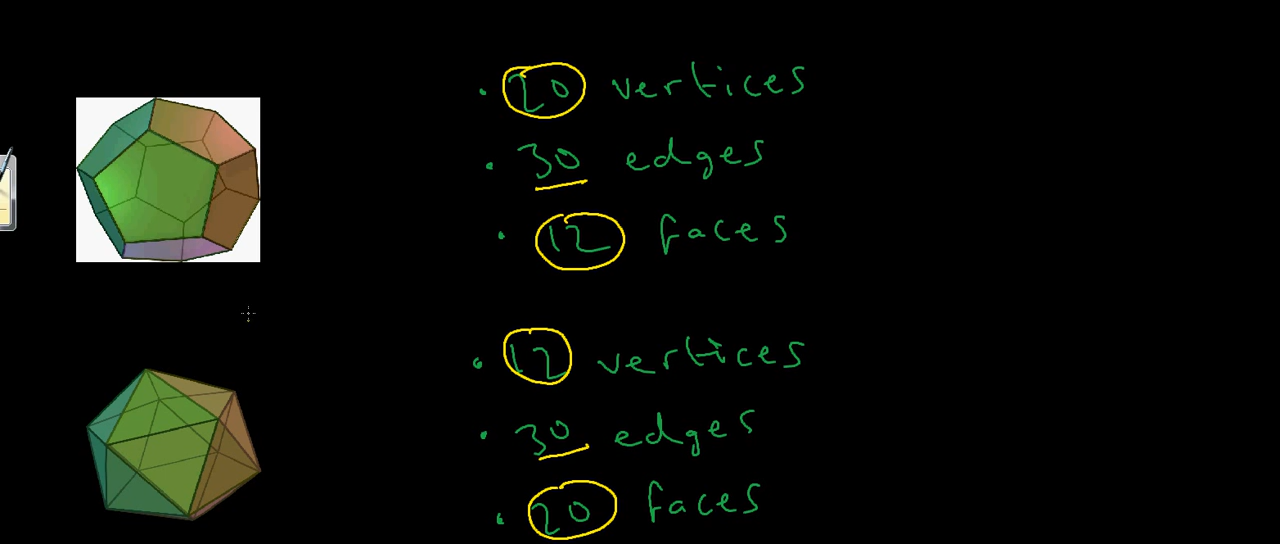 · 20 vertices
· 30 edges
· 12 faces
· 12 vertices
· 30 edges
· 20 faces